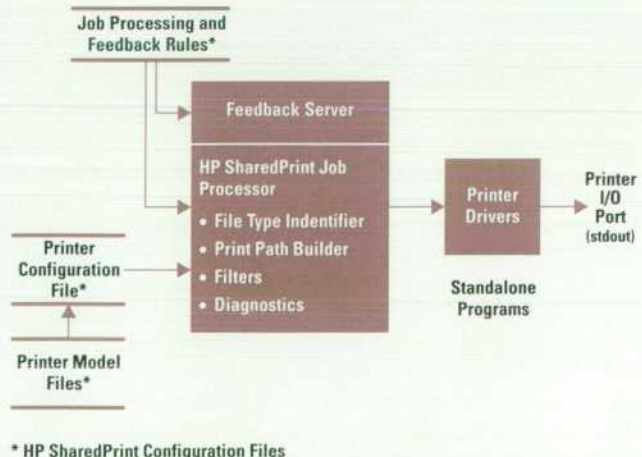 Job Processing and
Feedback Rules*
Feedback Server
HP SharedPrint Job
Processor
• File Type Indentifier
• Print Path Builder
• Filters
• Diagnostics
Printer
Configuration
File*
Printer Model
Files*
Printer
Drivers
Standalone
Programs
Printer
I/O
Port
(stdout)
* HP SharedPrint Configuration Files